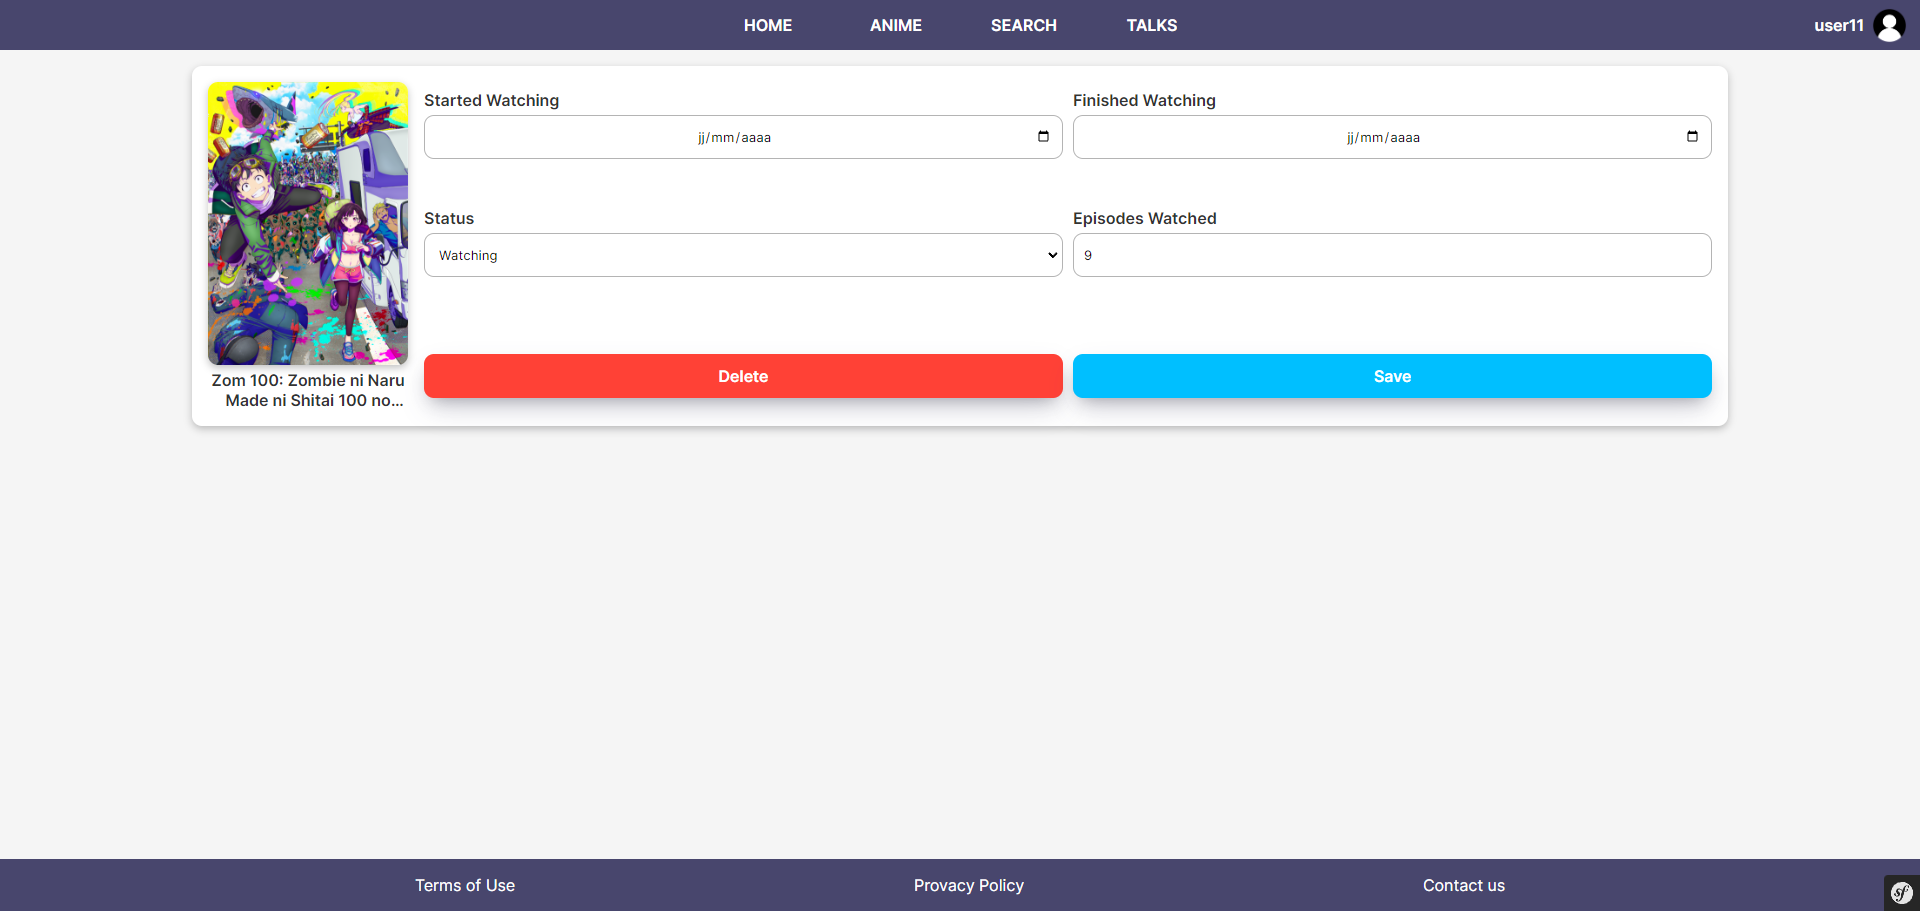 HOME
ANIME
SEARCH
TALKS
user11
Started Watching
Finished Watching
jj/mm/aaaa
jj/mm/aaaa
Status
Episodes Watched
Watching
9
Delete
Save
Zom 100: Zombie ni Naru
Made ni Shitai 100 no...
Terms of Use
Provacy Policy
Contact us
sf